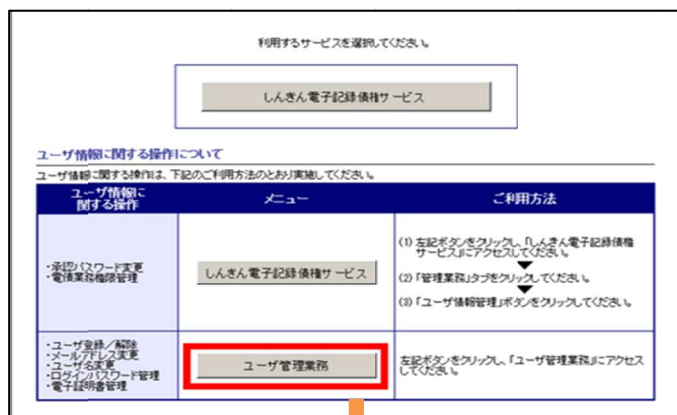 利用するサービスを選択してください。
しんきん電子記録債権サービス
ユーザ情報に関する操作について
ユーザ情報に関する操作は、下記のご利用方法のとおり実施してください。
ユーザ情報に
関する操作
メニュー
ご利用方法
・承認パスワード変更
・電債業務権限管理
しんきん電子記録債権サービス
(1) 左記ボタンをクリックし、「しんきん電子記録債権
サービス」にアクセスしてください。
(2)「管理業務」タブをクリックしてください。
(3)「ユーザ情報管理」ボタンをクリックしてください。
・ユーザ登録/解除
・メールアドレス変更
・ユーザ名変更
・ログインパスワード管理
・電子証明書管理
ユーザ管理業務
左記ボタンをクリックし、「ユーザ管理業務」にアクセス
してください。